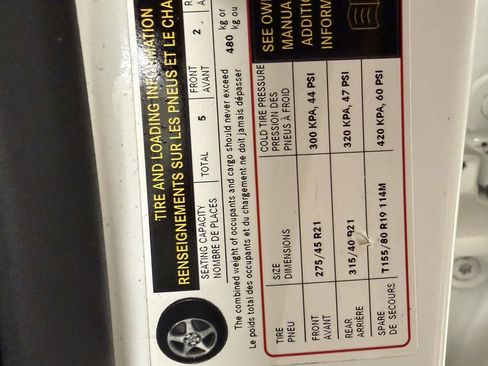 TIRE AND LOADING INFORMATION
RENSEIGNEMENTS SUR LES PNEUS ET LE CHA
SEATING CAPACITY
NOMBRE DE PLACES
TOTAL 5
FRONT
AVANT
2
The combined weight of occupants and cargo should never exceed
Le poids total des occupants et du chargement ne doit jamais dépasser
480 kg or
kg ou
TIRE
PNEU
SIZE
DIMENSIONS
COLD TIRE PRESSURE
PRESSION DES
PNEUS À FROID
FRONT
AVANT
275/45 R21
300 KPA, 44 PSI
REAR
ARRIÈRE
315/40 R21
320 KPA, 47 PSI
SPARE
DE SECOURS
T155/80 R19 114M
420 KPA, 60 PSI
SEE OWN
MANUA
ADDITIO
INFORM